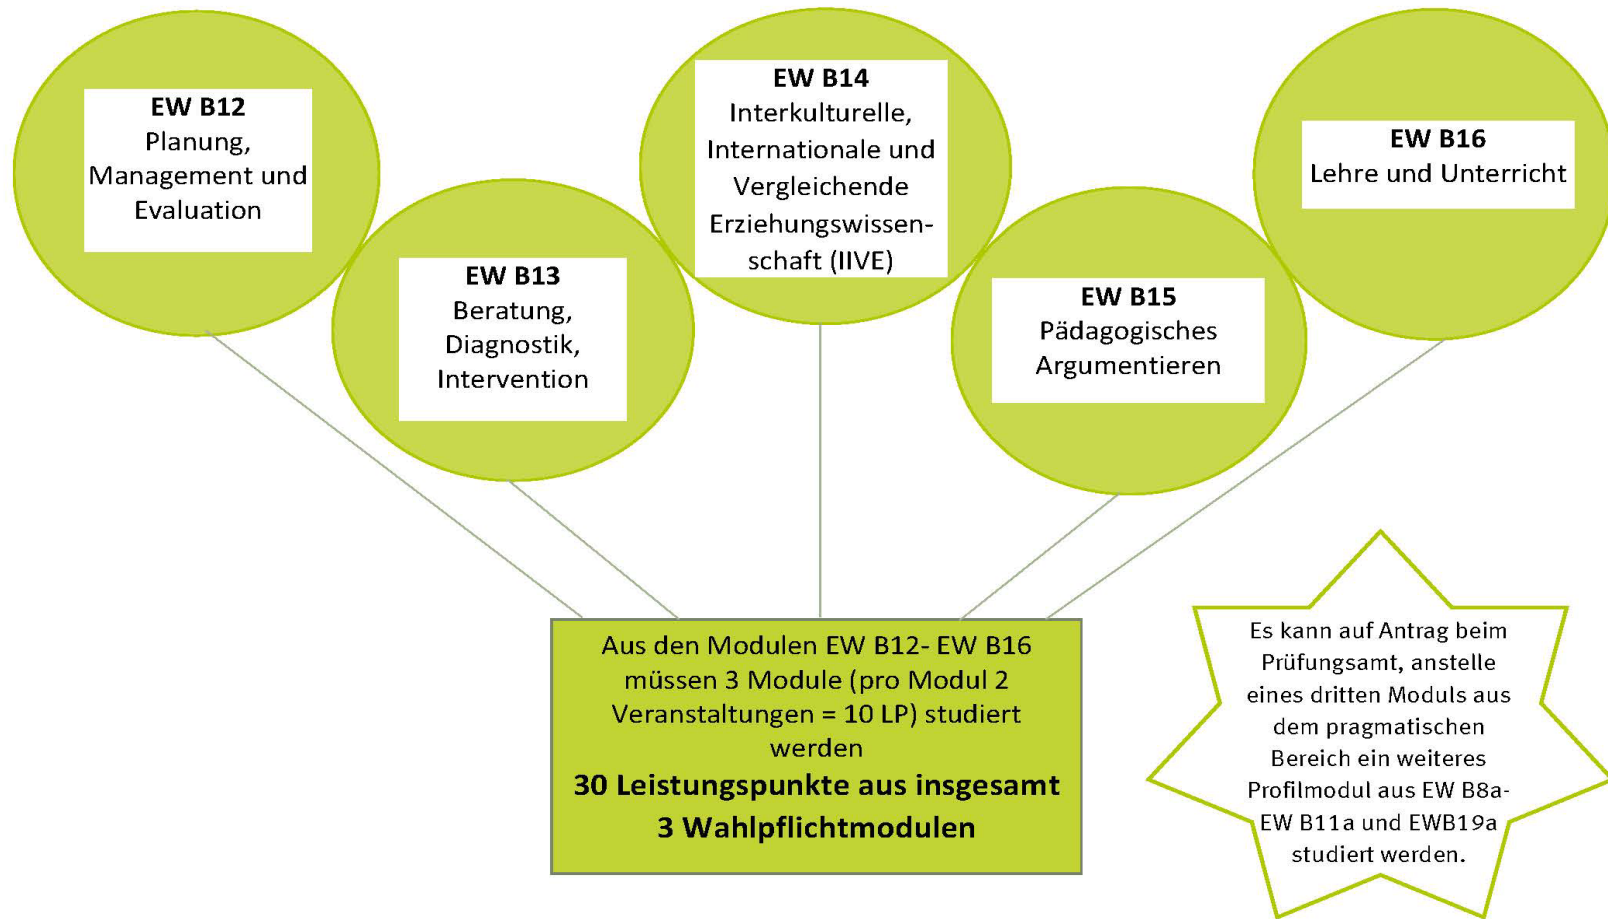 EW B12
Planung,
Management und
Evaluation
EW B13
Beratung,
Diagnostik,
Intervention
EW B14
Interkulturelle,
Internationale und
Vergleichende
Erziehungswissen-
schaft (IIVE)
EW B15
Pädagogisches
Argumentieren
EW B16
Lehre und Unterricht
Aus den Modulen EW B12- EW B16
müssen 3 Module (pro Modul 2
Veranstaltungen = 10 LP) studiert
werden
30 Leistungspunkte aus insgesamt
3 Wahlpflichtmodulen
Es kann auf Antrag beim
Prüfungsamt, anstelle
eines dritten Moduls aus
dem pragmatischen
Bereich ein weiteres
Profilmodul aus EW B8a-
EW B11a und EWB19a
studiert werden.